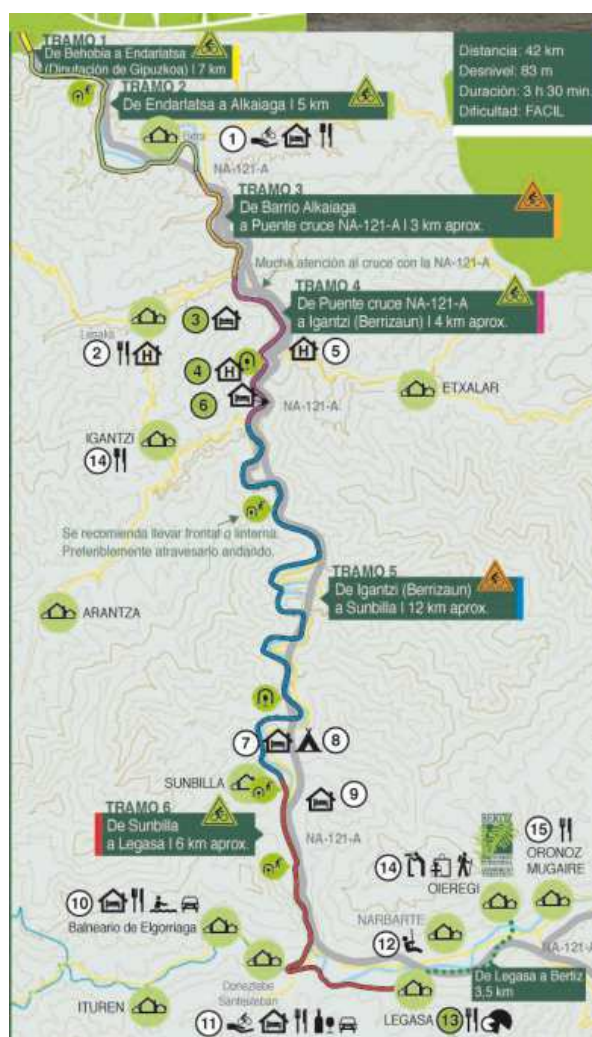 TRAMO 1
De Behobia a Endarlatsa
(Diputación de Gipuzkoa) | 7 km
Distancia: 42 km
Desnivel: 83 m
Duración: 3 h 30 min.
Dificultad: FACIL
TRAMO 2
De Endarlatsa a Alkaiaga | 5 km
1
NA-121-A
TRAMO 3
De Barrio Alkaiaga
a Puente cruce NA-121-A | 3 km aprox.
Mucha atención al cruce con la NA-121-A
TRAMO 4
De Puente cruce NA-121-A
a Igantzi (Berrizaun) | 4 km aprox.
3
Lesaka
2
H
5
H
4
H
6
NA-121-A
ETXALAR
IGANTZI
14
Se recomienda llevar frontal o linterna.
Preferiblemente atravesarlo andando.
TRAMO 5
De Igantzi (Berrizaun)
a Sunbilla | 12 km aprox.
ARANTZA
7
8
SUNBILLA
9
TRAMO 6
De Sunbilla
a Legasa | 6 km aprox.
NA-121-A
BERTIZ
15
ORONOZ
MUGAIRE
14
OIEREGI
10
Balneario de Elgorriaga
NARBARTE
12
NA-121-A
De Legasa a Bertiz
3,5 km
Doneztebe
Santesteban
ITUREN
LEGASA 13
11